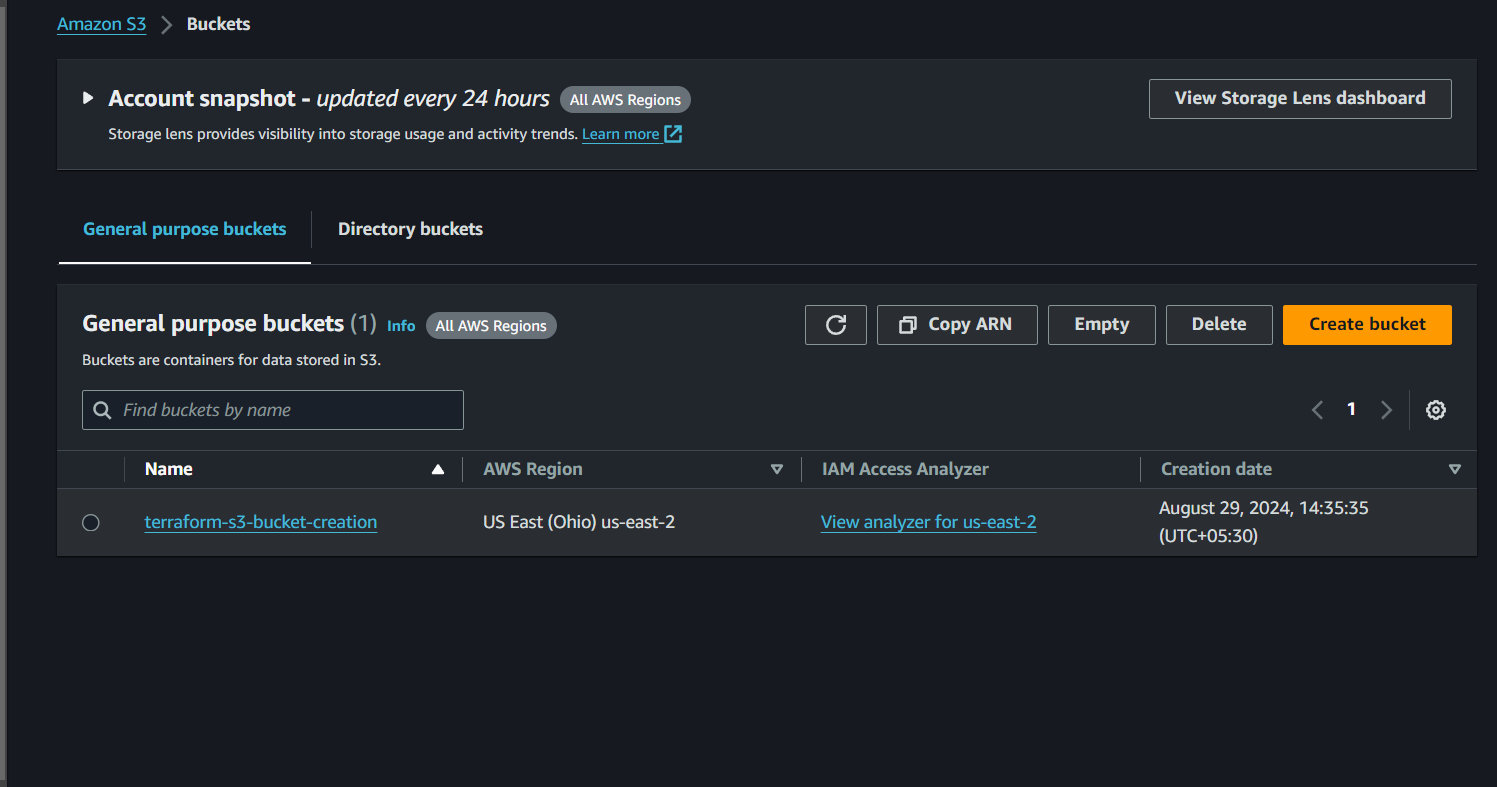 Amazon S3 > Buckets
Account snapshot - updated every 24 hours All AWS Regions
View Storage Lens dashboard
Storage lens provides visibility into storage usage and activity trends. Learn more
General purpose buckets Directory buckets
General purpose buckets (1) Info All AWS Regions
Copy ARN Empty Delete Create bucket
Buckets are containers for data stored in S3.
Find buckets by name
1
Name AWS Region IAM Access Analyzer Creation date
terraform-s3-bucket-creation US East (Ohio) us-east-2 View analyzer for us-east-2 August 29, 2024, 14:35:35
(UTC+05:30)